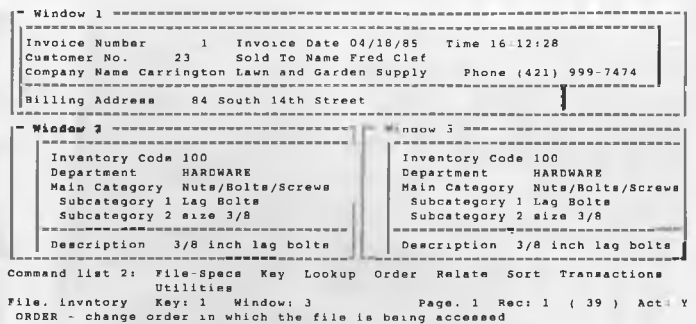 Window 1
Invoice Number 1 Invoice Date 04/18/85 Time 16:12:28
Customer No. 23 Sold To Name Fred Clef
Company Name Carrington Lawn and Garden Supply Phone (421) 999-7474
Billing Address 84 South 14th Street
Window 2 Window 3
Inventory Code 100 Inventory Code 100
Department HARDWARE Department HARDWARE
Main Category Nuts/Bolts/Screws Main Category Nuts/Bolts/Screws
Subcategory 1 Lag Bolts Subcategory 1 Lag Bolts
Subcategory 2 size 3/8 Subcategory 2 size 3/8
Description 3/8 inch lag bolts Description 3/8 inch lag bolts
Command list 2: File-Specs Key Lookup Order Relate Sort Transactions
Utilities
File. invntory Key: 1 Window: 3 Page. 1 Rec: 1 ( 39 ) Act: Y
ORDER - change order in which the file is being accessed